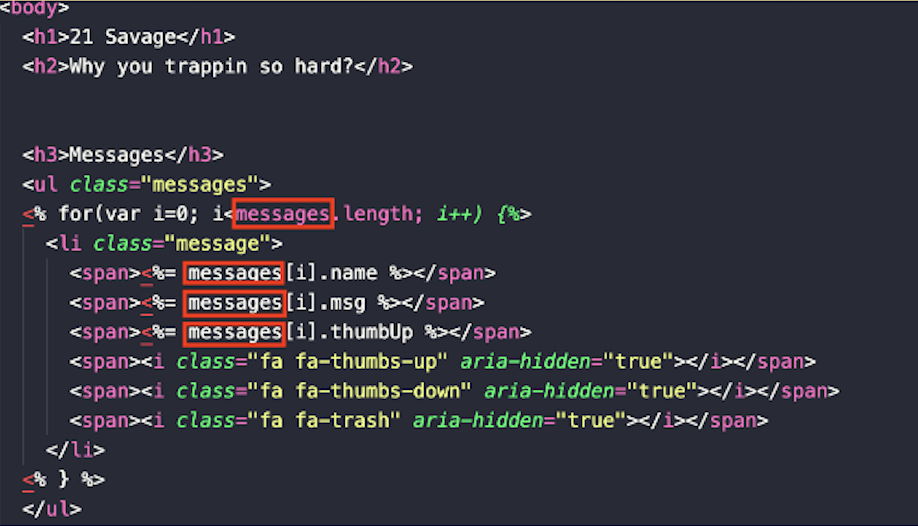 <body>
<h1>21 Savage</h1>
<h2>Why you trappin so hard?</h2>
<h3>Messages</h3>
<ul class="messages">
<% for(var i=0; i<messages.length; i++) {%>
<li class="message">
<span><%= messages[i].name %></span>
<span><%= messages[i].msg %></span>
<span><%= messages[i].thumbUp %></span>
<span><i class="fa fa-thumbs-up" aria-hidden="true"></i></span>
<span><i class="fa fa-thumbs-down" aria-hidden="true"></i></span>
<span><i class="fa fa-trash" aria-hidden="true"></i></span>
</li>
<% } %>
</ul>